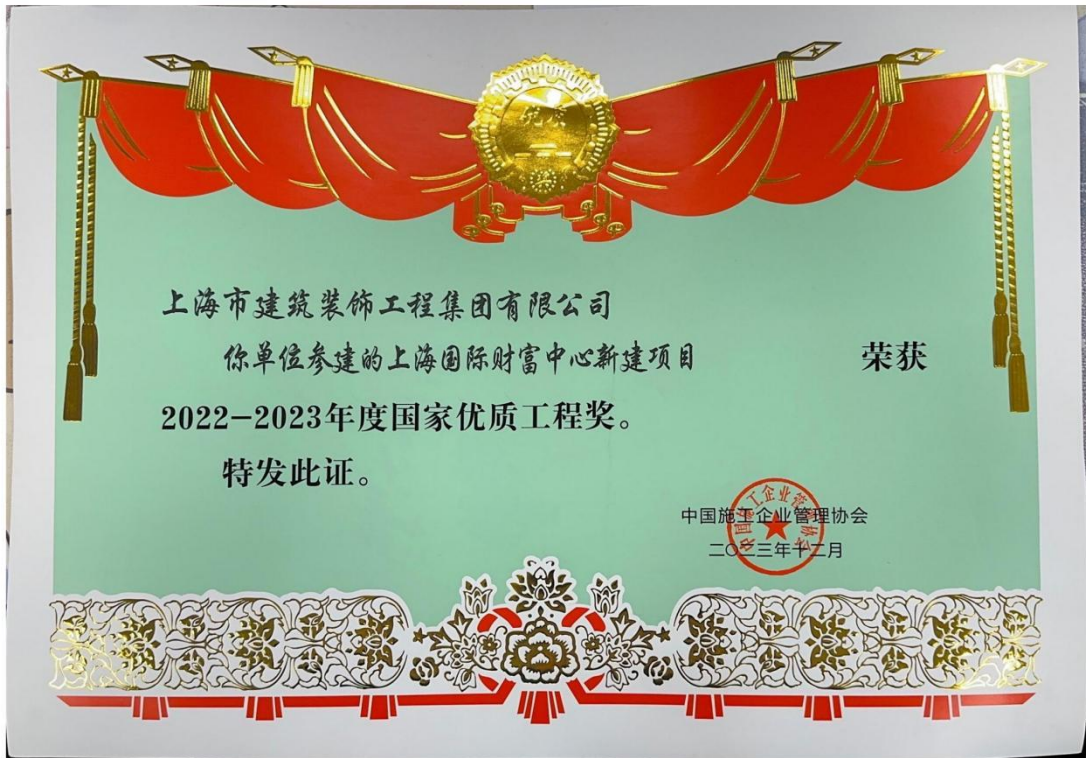 上海市建筑装饰工程集团有限公司
你单位参建的上海国际财富中心新建项目 荣获
2022-2023年度国家优质工程奖。
特发此证。
中国施工企业管理协会
二〇二三年十二月